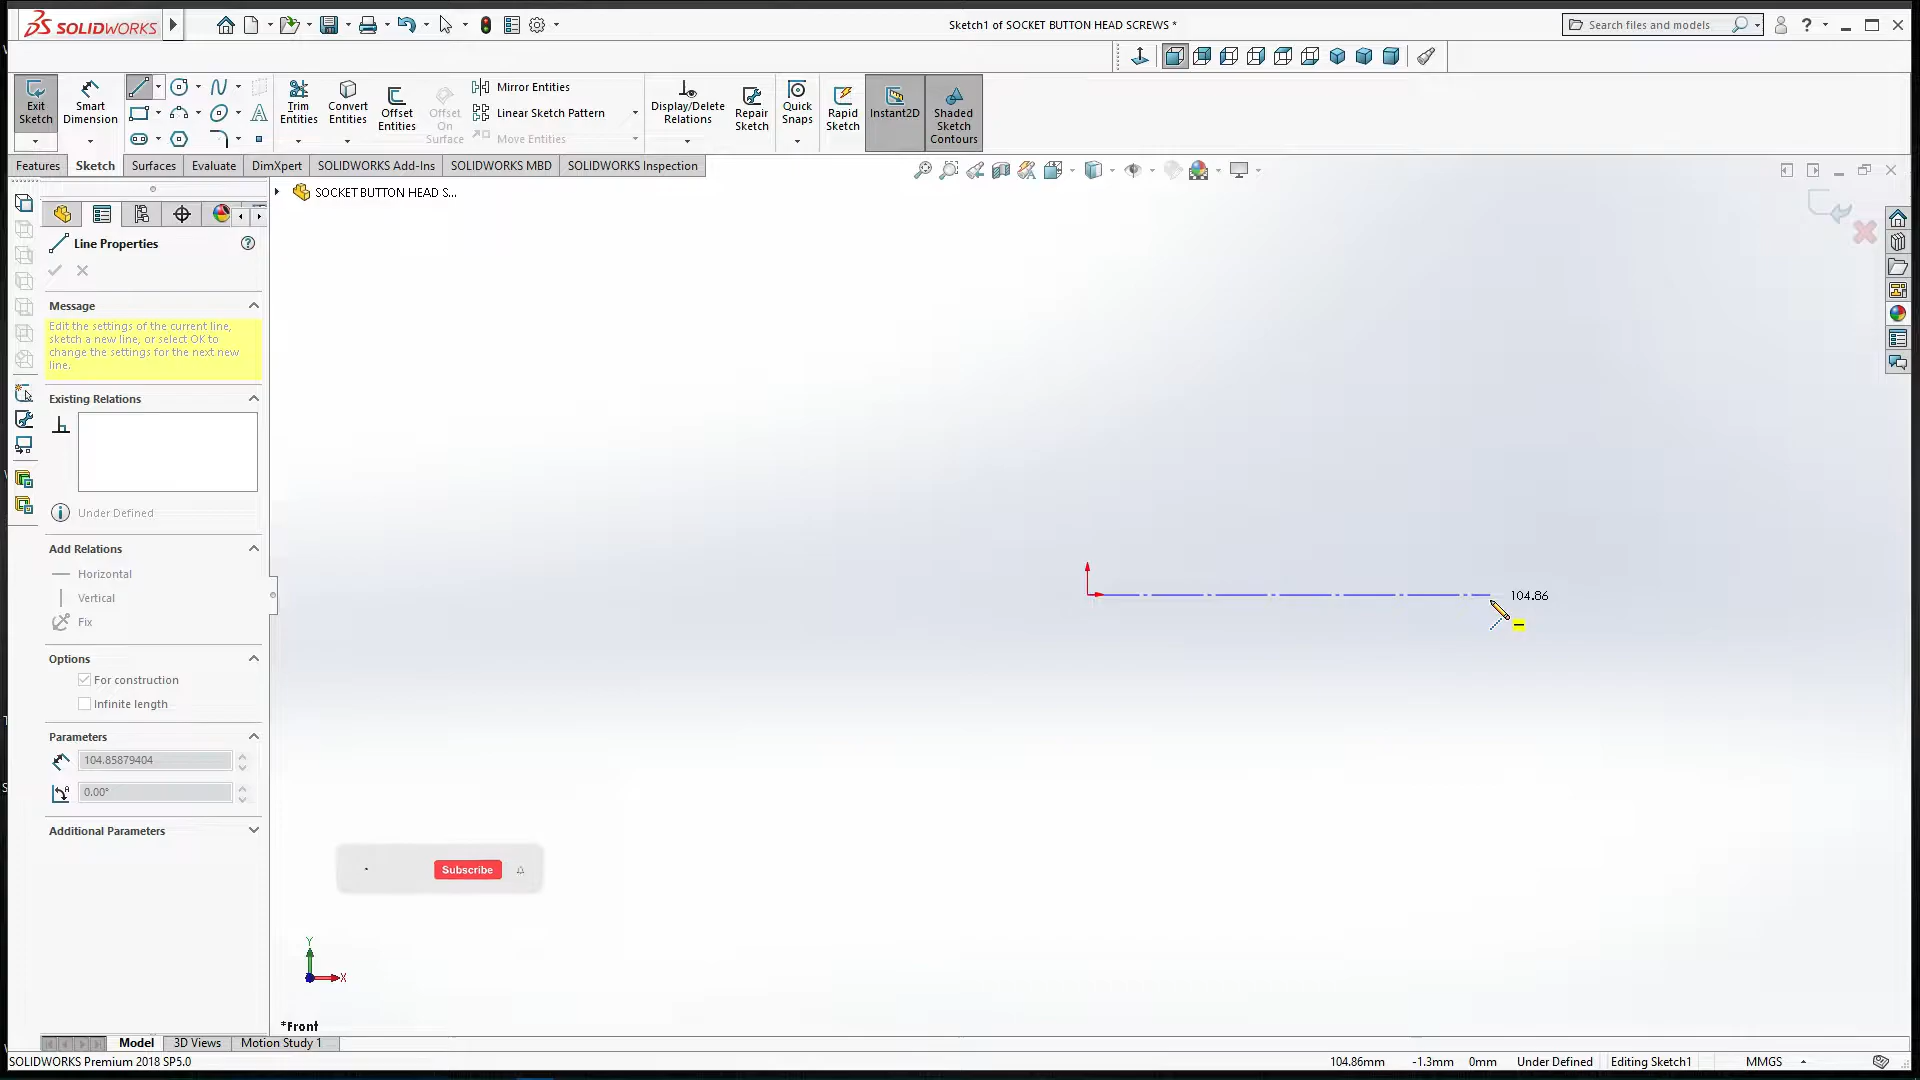 SOLIDWORKS
Sketch1 of SOCKET BUTTON HEAD SCREWS *
Search files and models
Exit Sketch
Smart Dimension
Trim Entities
Convert Entities
Offset Entities
Offset On Surface
Mirror Entities
Linear Sketch Pattern
Move Entities
Display/Delete Relations
Repair Sketch
Quick Snaps
Rapid Sketch
Instant2D
Shaded Sketch Contours
Features
Sketch
Surfaces
Evaluate
DimXpert
SOLIDWORKS Add-Ins
SOLIDWORKS MBD
SOLIDWORKS Inspection
SOCKET BUTTON HEAD S...
Line Properties
Message
Edit the settings of the current line,
sketch a new line, or select OK to
change the settings for the next new
line.
Existing Relations
Under Defined
Add Relations
Horizontal
Vertical
Fix
Options
For construction
Infinite length
Parameters
104.85879404
0.00°
Additional Parameters
104.86
Subscribe
Y
X
*Front
Model
3D Views
Motion Study 1
SOLIDWORKS Premium 2018 SP5.0
104.86mm
-1.3mm
0mm
Under Defined
Editing Sketch1
MMGS